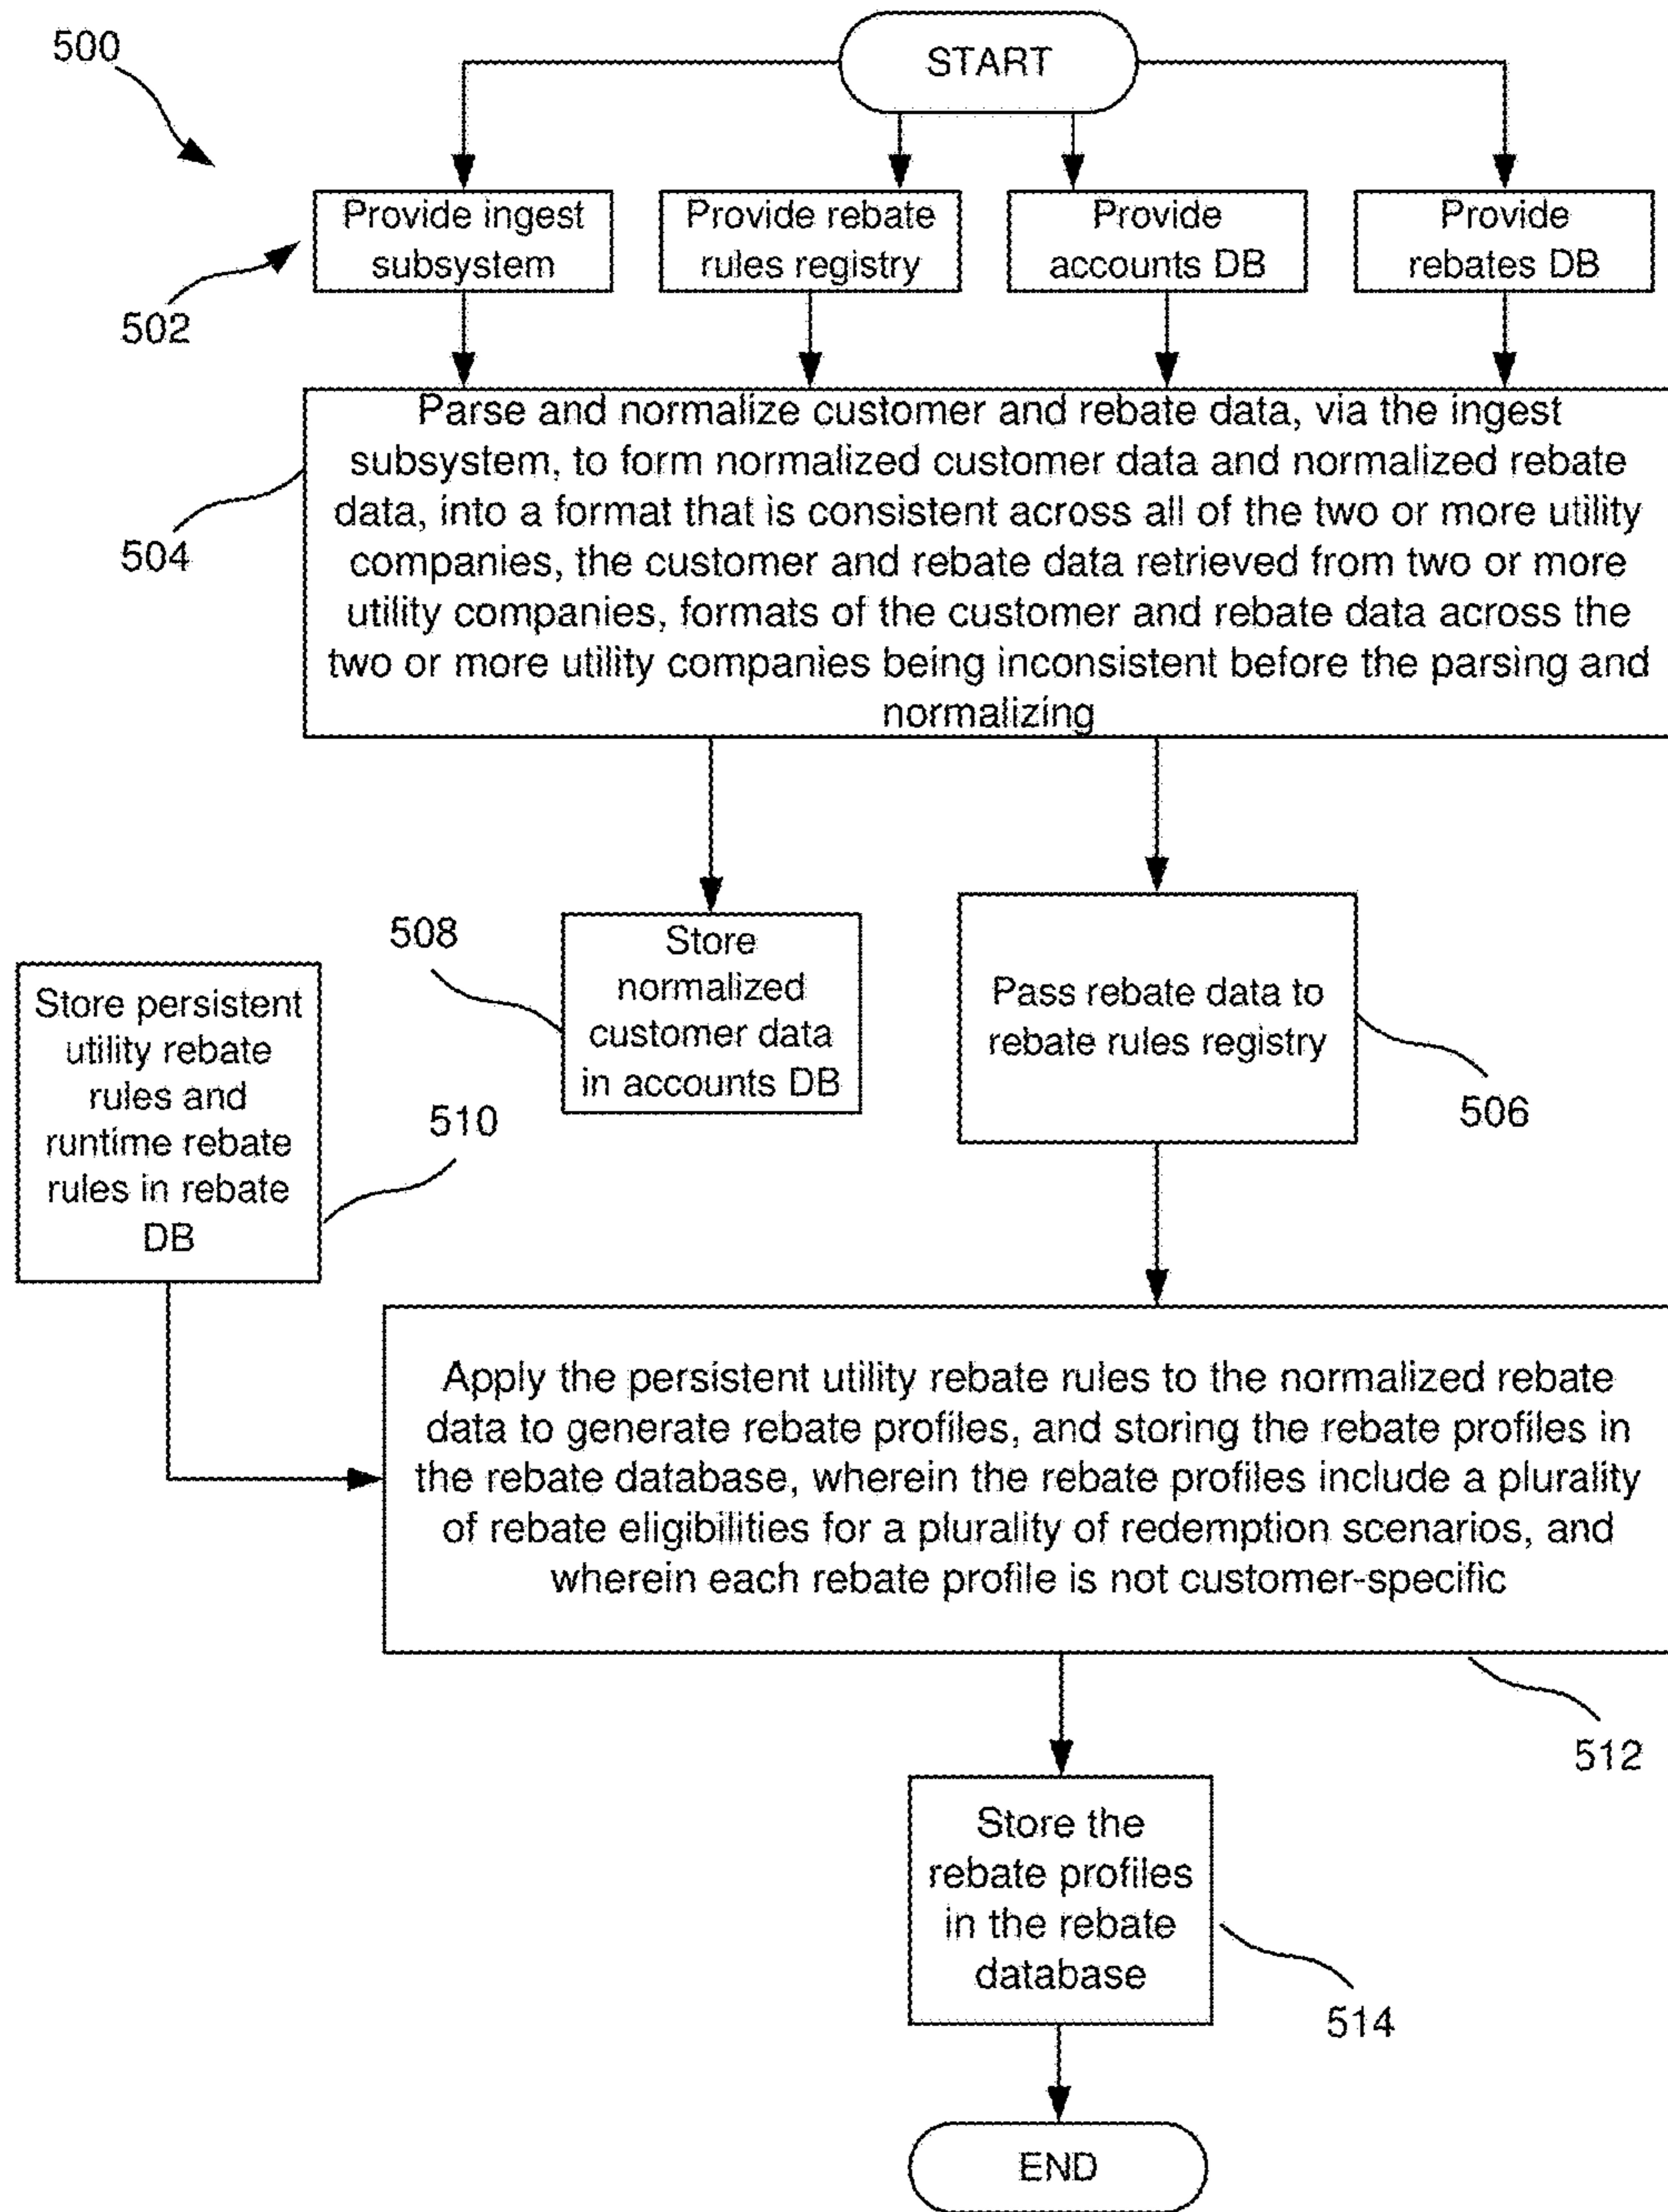 500
START
Provide ingest
subsystem
Provide rebate
rules registry
Provide
accounts DB
Provide
rebates DB
502
Parse and normalize customer and rebate data, via the ingest
subsystem, to form normalized customer data and normalized rebate
data, into a format that is consistent across all of the two or more utility
companies, the customer and rebate data retrieved from two or more
utility companies, formats of the customer and rebate data across the
two or more utility companies being inconsistent before the parsing and
normalizing
504
508
Store
normalized
customer data
in accounts DB
Pass rebate data to
rebate rules registry
506
Store persistent
utility rebate
rules and
runtime rebate
rules in rebate
DB
510
Apply the persistent utility rebate rules to the normalized rebate
data to generate rebate profiles, and storing the rebate profiles in
the rebate database, wherein the rebate profiles include a plurality
of rebate eligibilities for a plurality of redemption scenarios, and
wherein each rebate profile is not customer-specific
512
Store the
rebate profiles
in the rebate
database
514
END